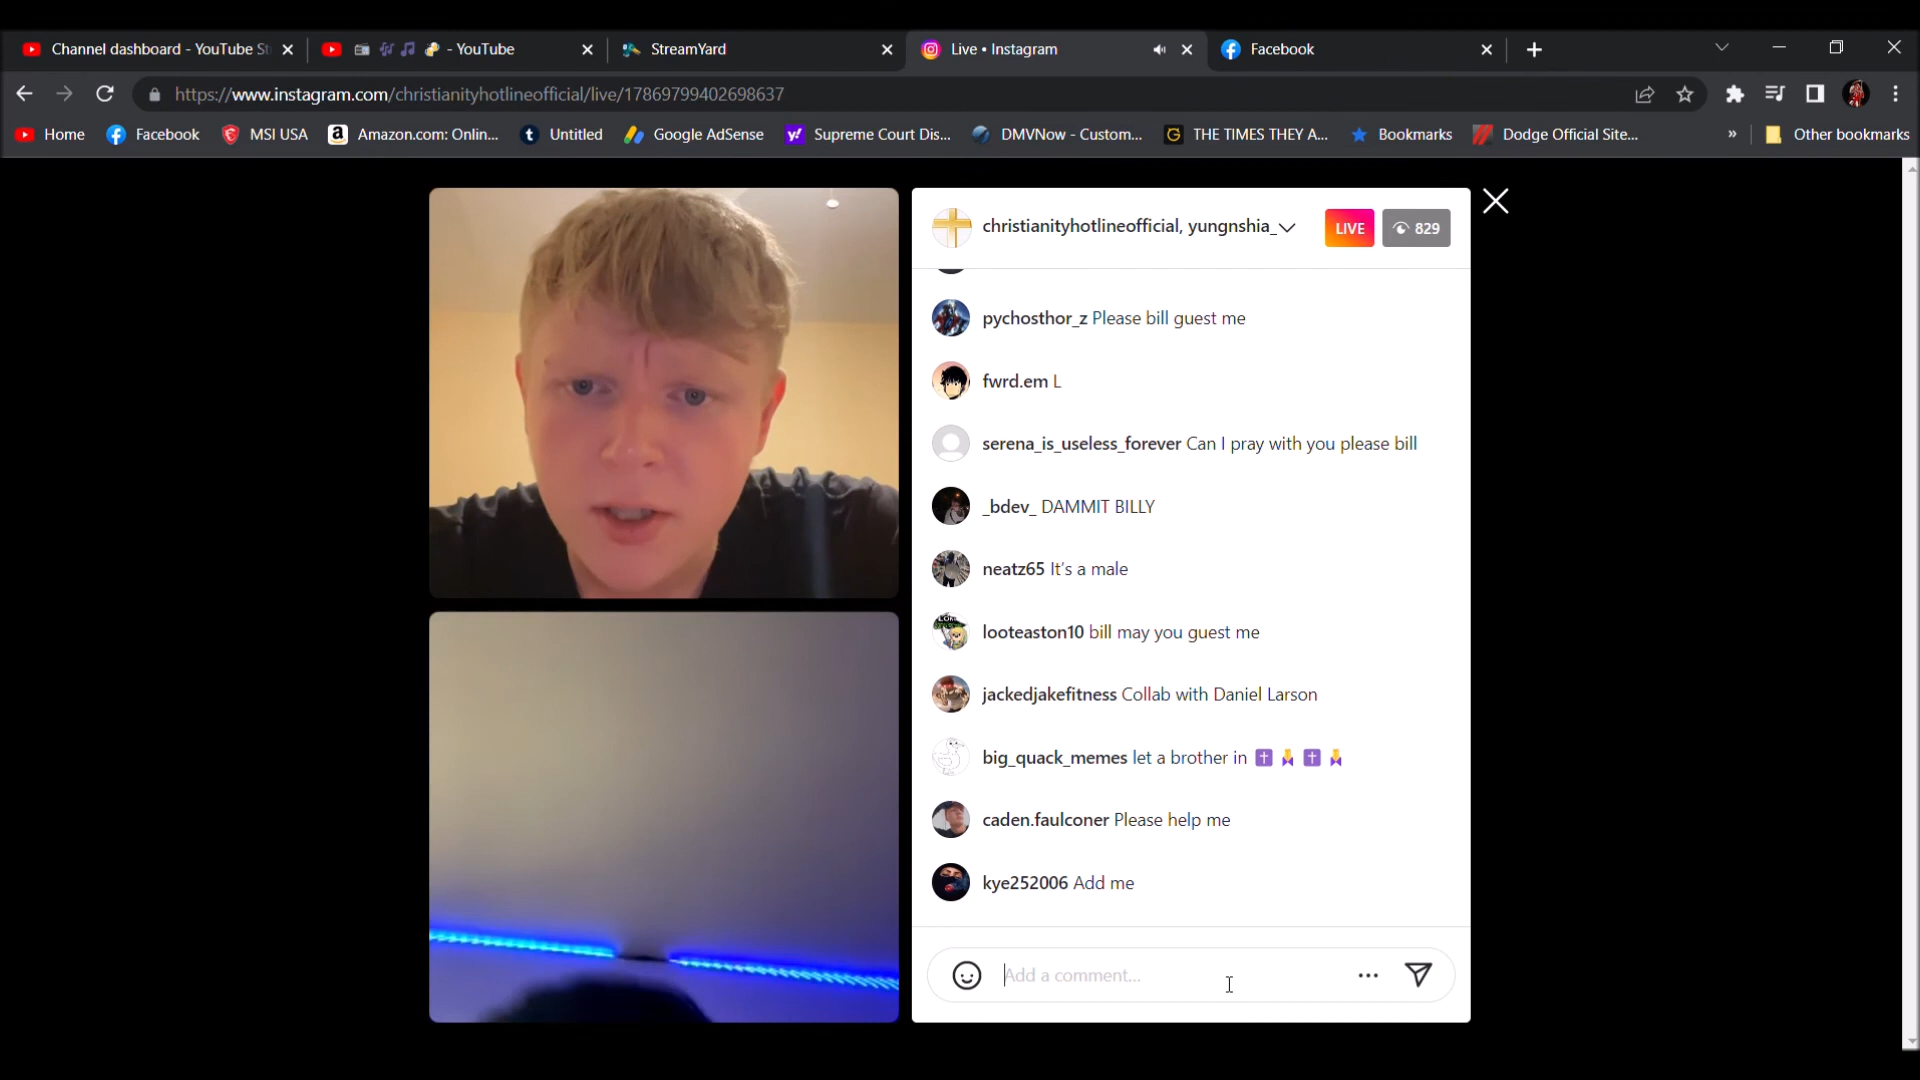 Channel dashboard - YouTube St
- YouTube
StreamYard
Live • Instagram
Facebook
https://www.instagram.com/christianityhotlineofficial/live/17869799402698637
Home
Facebook
MSI USA
Amazon.com: Onlin...
Untitled
Google AdSense
Supreme Court Dis...
DMVNow - Custom...
THE TIMES THEY A...
Bookmarks
Dodge Official Site...
»
Other bookmarks
christianityhotlineofficial, yungnshia_
LIVE
829
pychosthor_z Please bill guest me
fwrd.em L
serena_is_useless_forever Can I pray with you please bill
_bdev_ DAMMIT BILLY
neatz65 It's a male
looteaston10 bill may you guest me
jackedjakefitness Collab with Daniel Larson
big_quack_memes let a brother in ✝️🧜✝️🧜
caden.faulconer Please help me
kye252006 Add me
Add a comment...